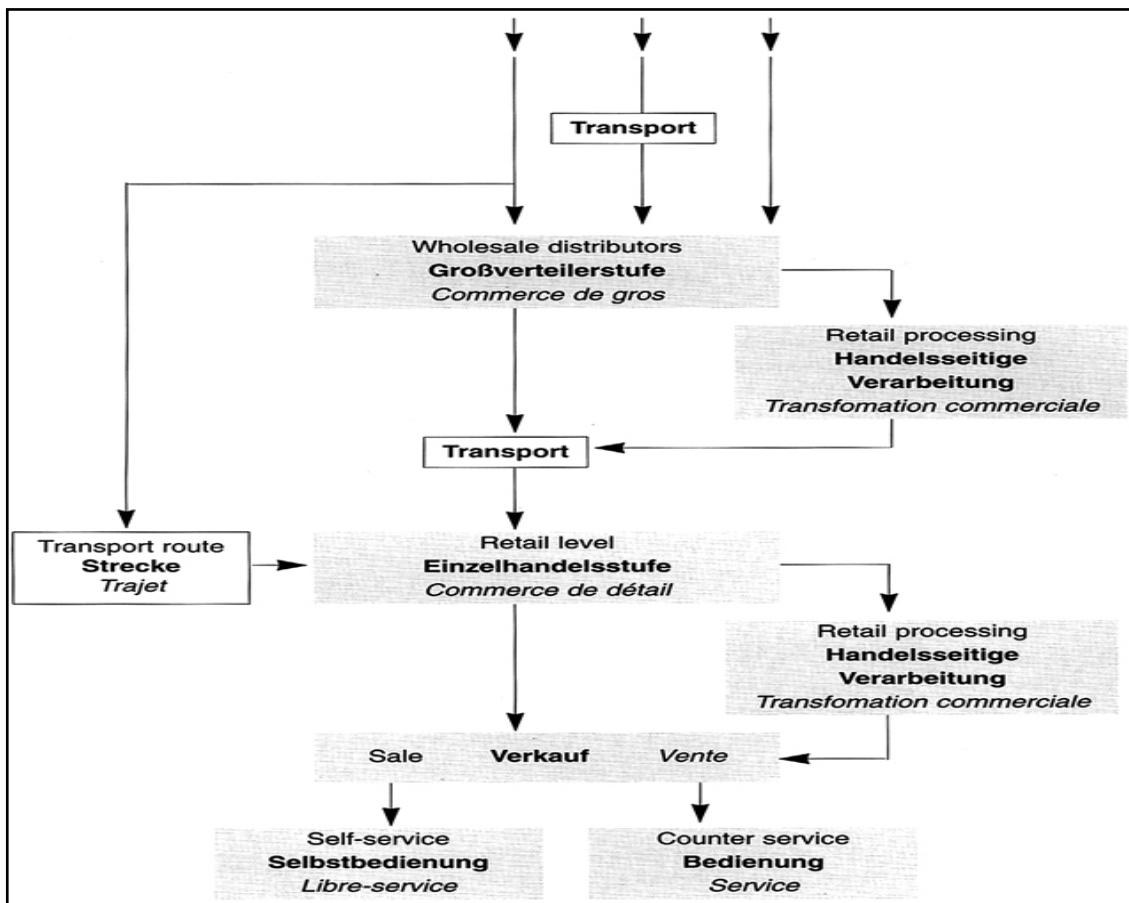 Transport
Wholesale distributors
Großverteilerstufe
Commerce de gros
Retail processing
Handelsseitige
Verarbeitung
Transfomation commerciale
Transport
Transport route
Strecke
Trajet
Retail level
Einzelhandelsstufe
Commerce de détail
Retail processing
Handelsseitige
Verarbeitung
Transfomation commerciale
Sale Verkauf Vente
Self-service
Selbstbedienung
Libre-service
Counter service
Bedienung
Service